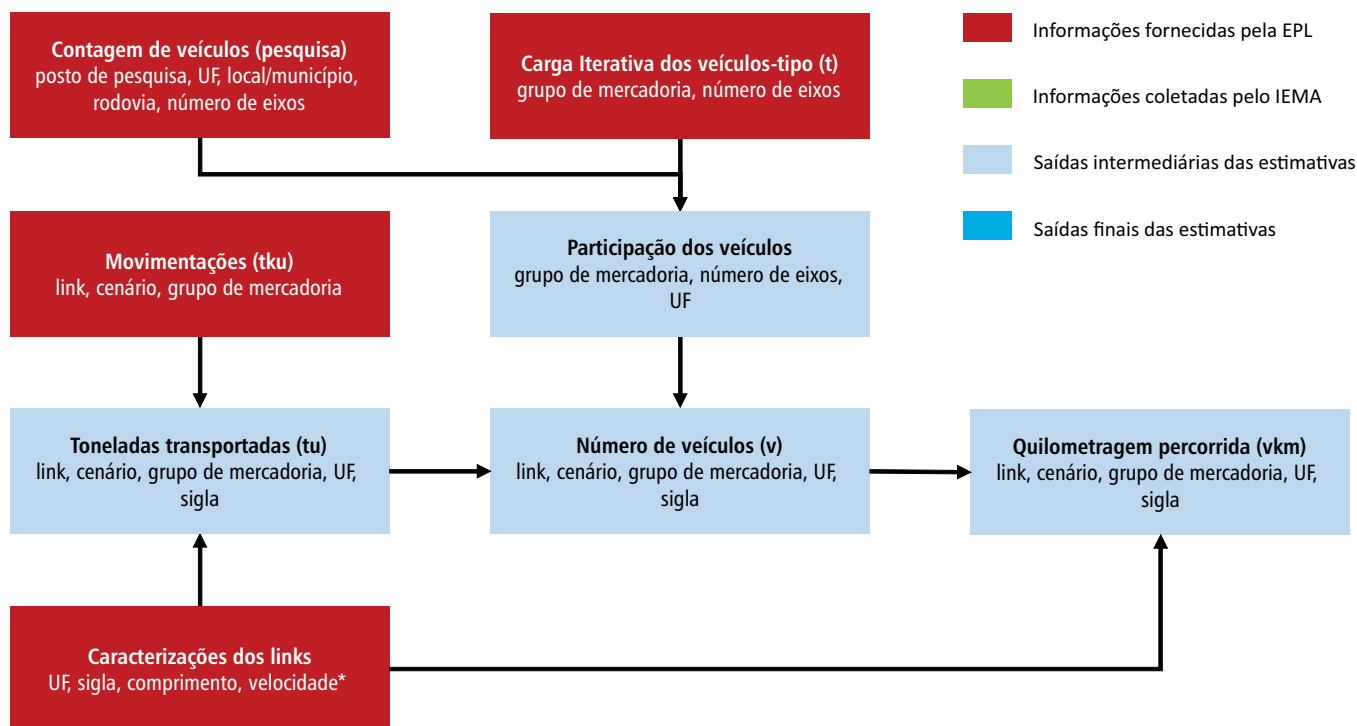 Contagem de veículos (pesquisa)
posto de pesquisa, UF, local/município,
rodovia, número de eixos
Carga Iterativa dos veículos-tipo (t)
grupo de mercadoria, número de eixos
Informações fornecidas pela EPL
Informações coletadas pelo IEMA
Saídas intermediárias das estimativas
Saídas finais das estimativas
Movimentações (tku)
link, cenário, grupo de mercadoria
Participação dos veículos
grupo de mercadoria, número de eixos,
UF
Toneladas transportadas (tu)
link, cenário, grupo de mercadoria, UF,
sigla
Número de veículos (v)
link, cenário, grupo de mercadoria, UF,
sigla
Quilometragem percorrida (vkm)
link, cenário, grupo de mercadoria, UF,
sigla
Caracterizações dos links
UF, sigla, comprimento, velocidade*